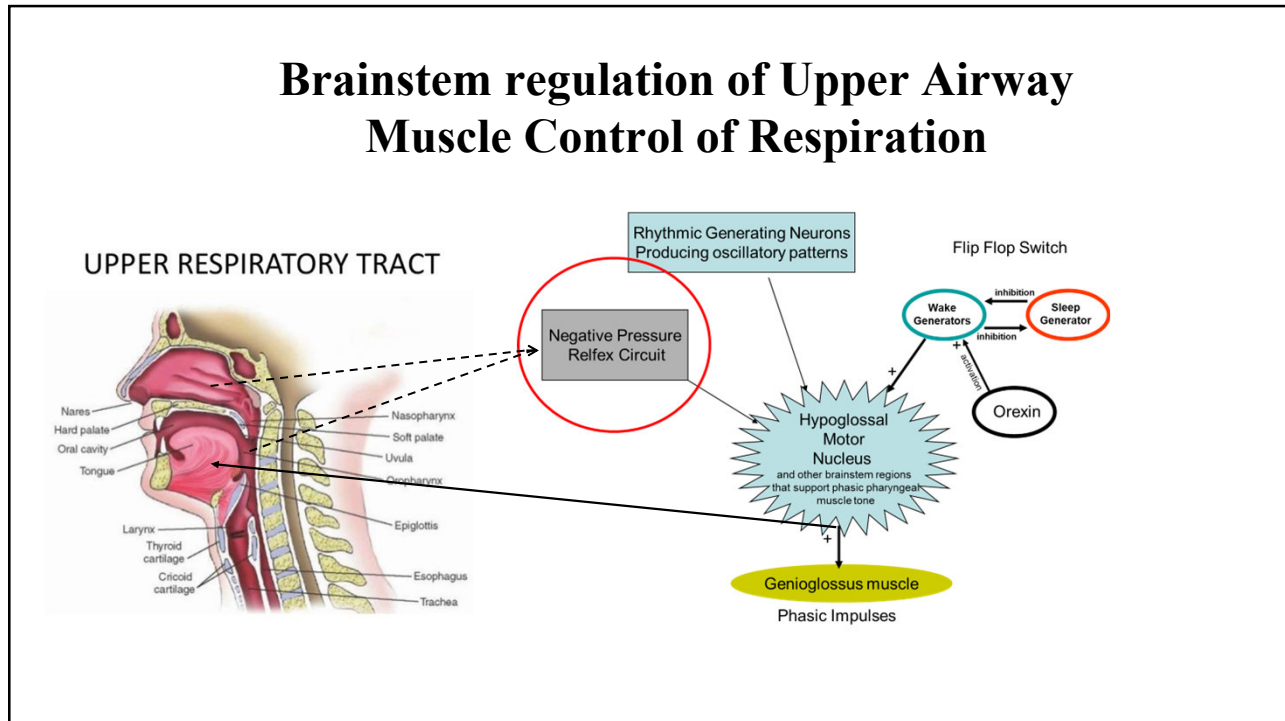 Brainstem regulation of Upper Airway
Muscle Control of Respiration
UPPER RESPIRATORY TRACT
Nares
Hard palate
Oral cavity
Tongue
Larynx
Thyroid
cartilage
Cricoid
cartilage
Nasopharynx
Soft palate
Uvula
Oropharynx
Epiglottis
Esophagus
Trachea
Rhythmic Generating Neurons
Producing oscillatory patterns
Negative Pressure
Relfex Circuit
Flip Flop Switch
inhibition
Wake
Generators
Sleep
Generator
inhibition
+
activation
+
Orexin
Hypoglossal
Motor
Nucleus
and other brainstem regions
that support phasic pharyngeal
muscle tone
+
Genioglossus muscle
Phasic Impulses